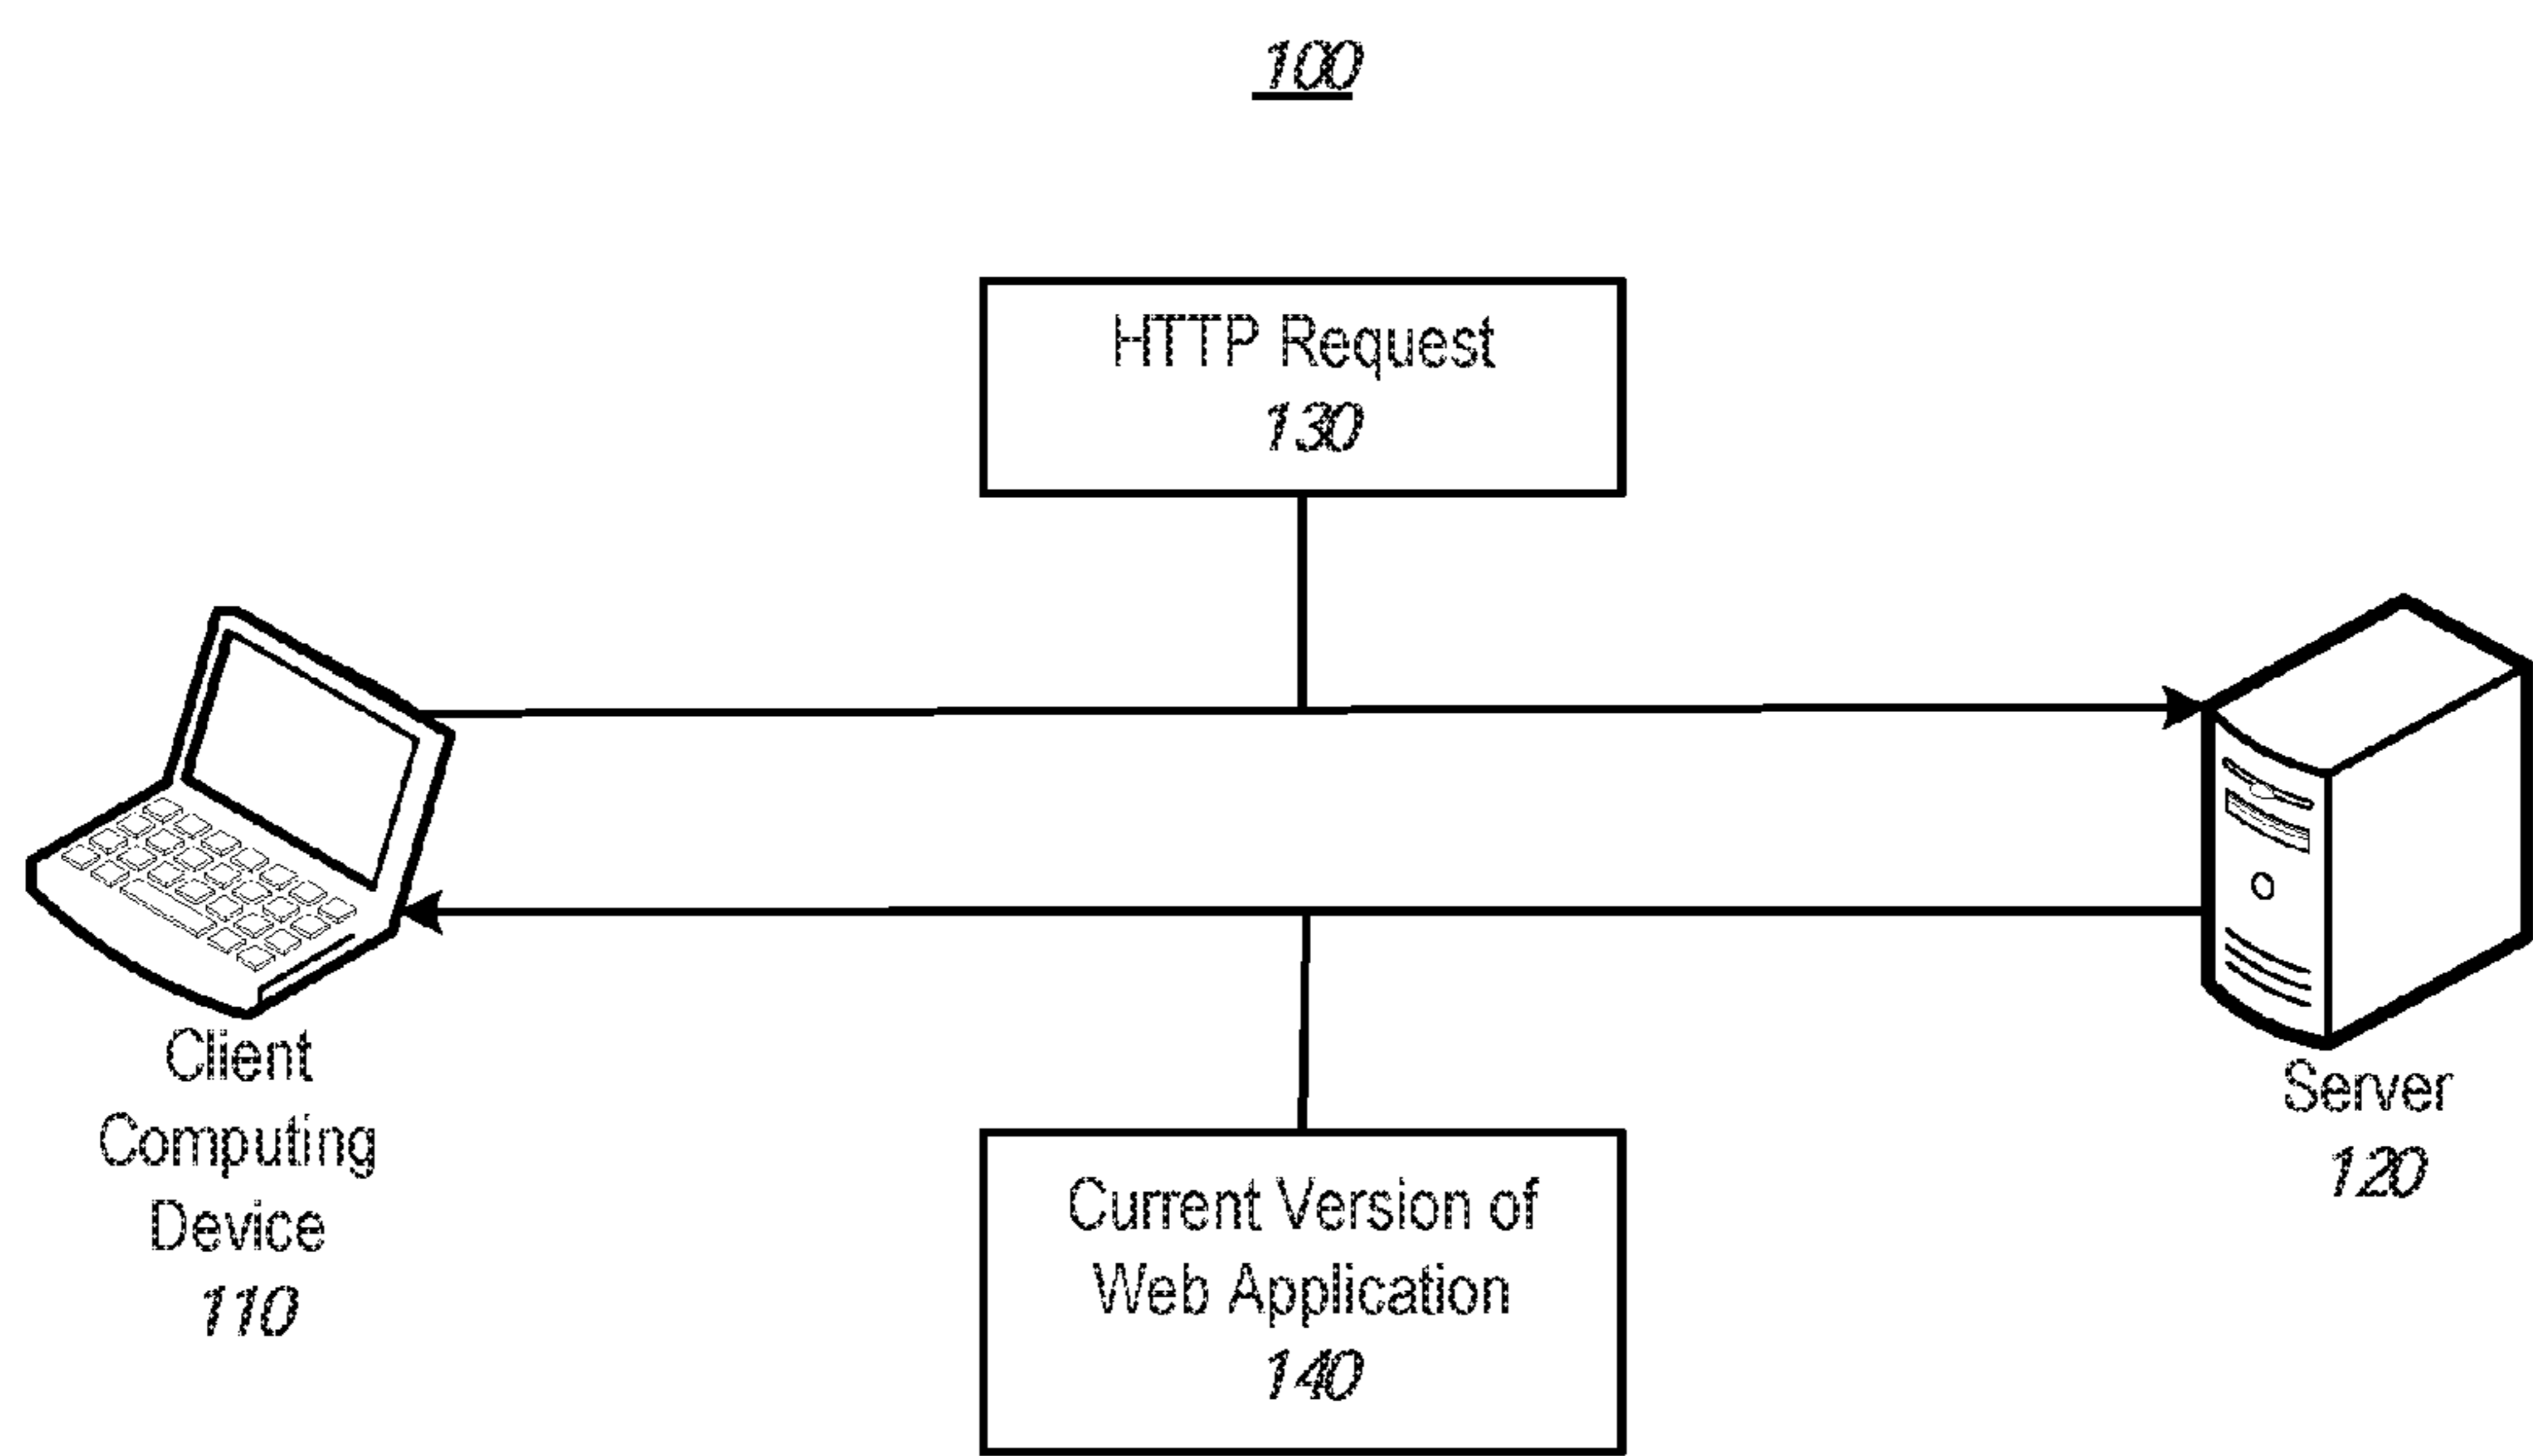 100
HTTP Request
130
Client
Computing
Device
110
Server
120
Current Version of
Web Application
140